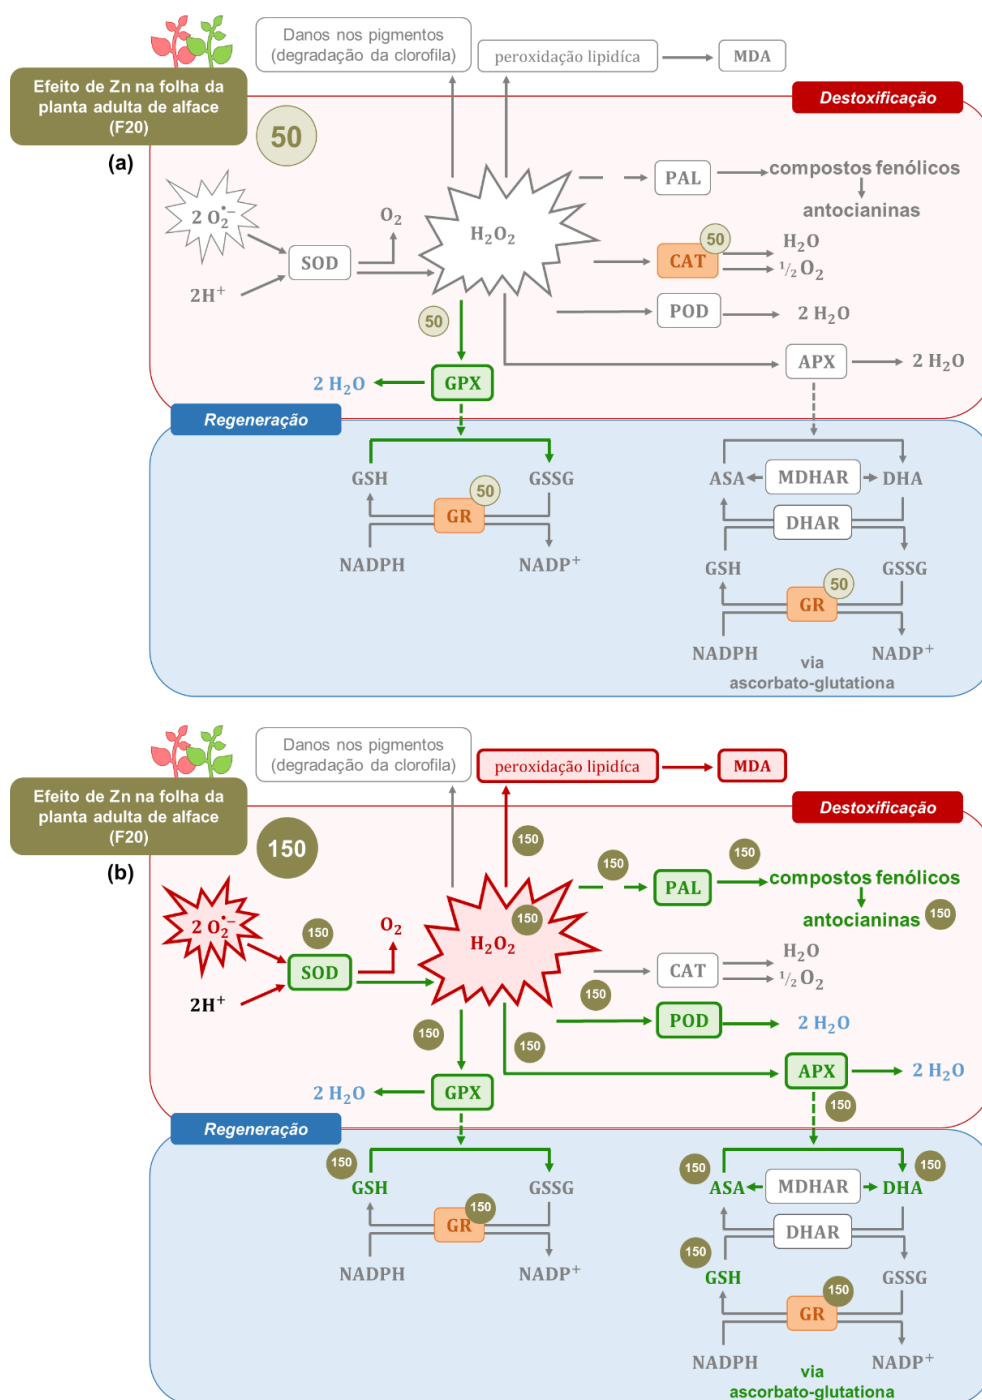 Danos nos pigmentos
(degradação da clorofila)
peroxidação lipidíca
MDA
Efeito de Zn na folha da
planta adulta de alface
(F20)
Destoxificação
50
(a)
PAL
compostos fenólicos
antocianinas
2 O₂•−
O₂
H₂O₂
50
H₂O
SOD
CAT
½ O₂
2H⁺
50
POD
2 H₂O
APX
2 H₂O
2 H₂O
GPX
Regeneração
GSH
GSSG
ASA
MDHAR
DHA
50
GR
DHAR
NADPH
NADP⁺
GSH
GSSG
50
GR
NADPH
NADP⁺
via
ascorbato-glutationa
Danos nos pigmentos
(degradação da clorofila)
peroxidação lipidíca
MDA
Efeito de Zn na folha da
planta adulta de alface
(F20)
Destoxificação
150
150
(b)
150
150
PAL
compostos fenólicos
antocianinas
150
2 O₂•−
O₂
150
150
H₂O₂
H₂O
SOD
CAT
½ O₂
2H⁺
150
POD
2 H₂O
150
150
APX
2 H₂O
2 H₂O
GPX
150
Regeneração
150
GSH
GSSG
150
ASA
MDHAR
DHA
150
150
GR
DHAR
NADPH
NADP⁺
150
GSH
GSSG
150
GR
NADPH
NADP⁺
via
ascorbato-glutationa